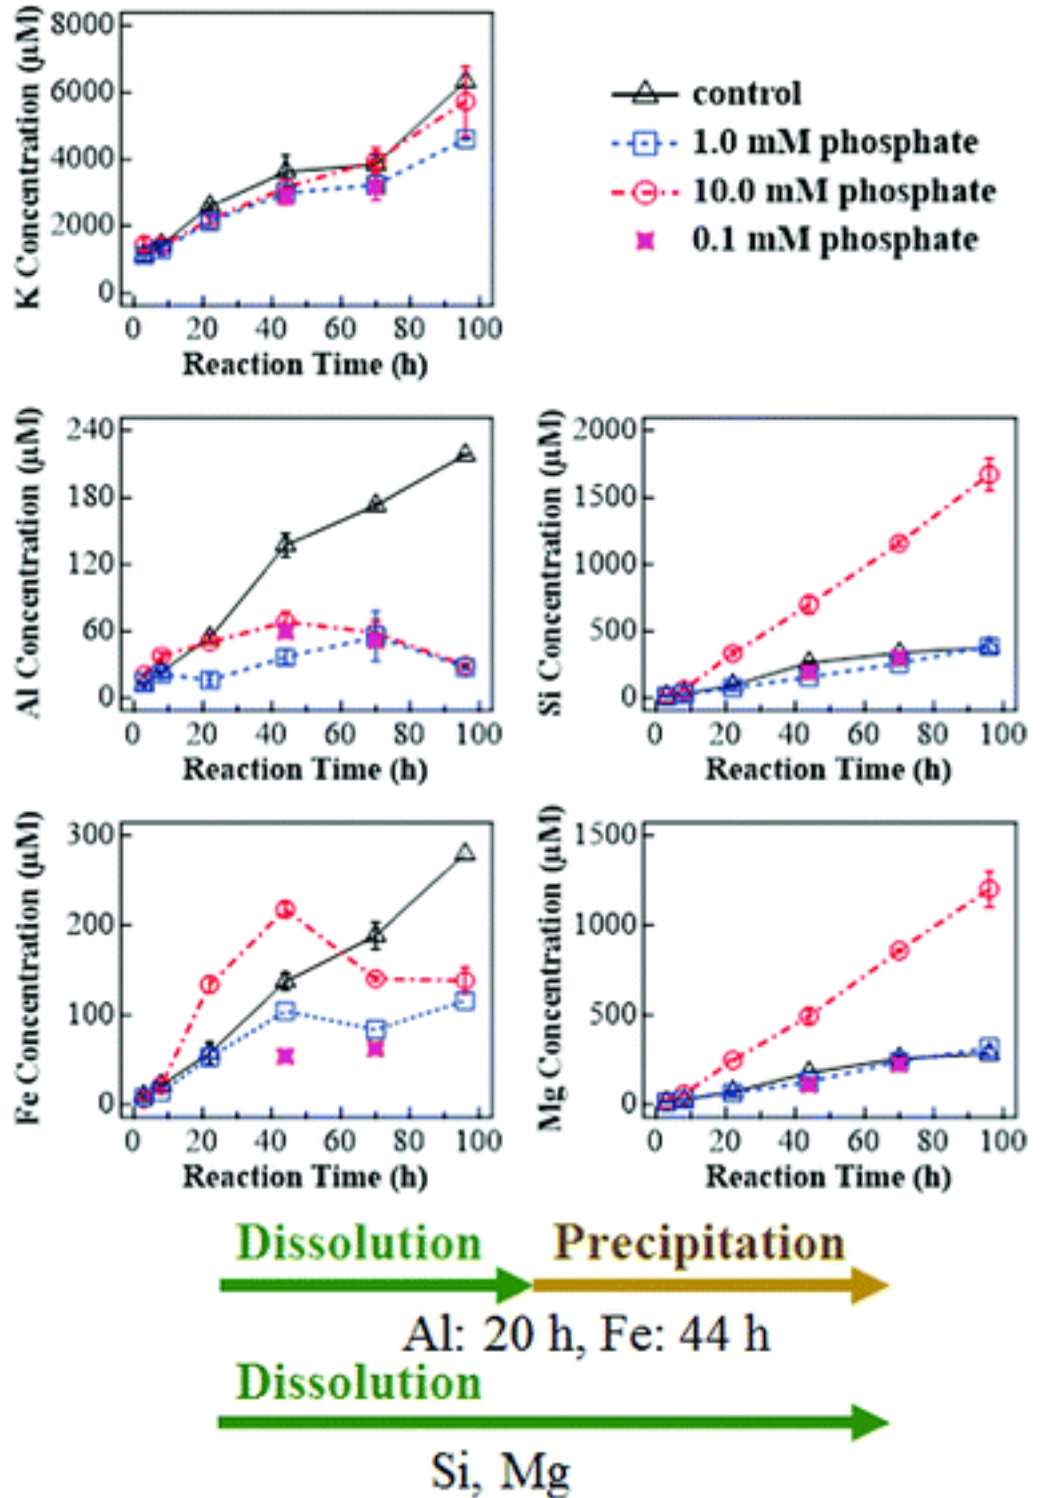 K Concentration (μM)
8000
6000
4000
2000
0
0 20 40 60 80 100
Reaction Time (h)
control
1.0 mM phosphate
10.0 mM phosphate
0.1 mM phosphate
Al Concentration (μM)
240
180
120
60
0
0 20 40 60 80 100
Reaction Time (h)
Si Concentration (μM)
2000
1500
1000
500
0
0 20 40 60 80 100
Reaction Time (h)
Fe Concentration (μM)
300
200
100
0
0 20 40 60 80 100
Reaction Time (h)
Mg Concentration (μM)
1500
1000
500
0
0 20 40 60 80 100
Reaction Time (h)
Dissolution Precipitation
Al: 20 h, Fe: 44 h
Dissolution
Si, Mg